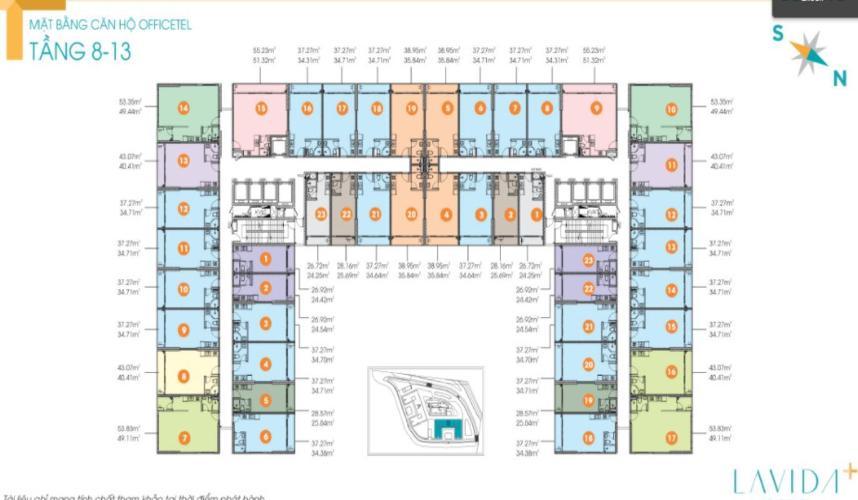 MẶT BẰNG CĂN HỘ OFFICETEL
TẦNG 8-13
S
N
55.23m² 37.27m² 37.27m² 37.27m² 38.95m² 38.95m² 37.27m² 37.27m² 37.27m² 55.23m²
51.32m² 34.31m² 34.71m² 34.71m² 35.84m² 35.84m² 34.71m² 34.71m² 34.31m² 51.32m²
15 16 17 18 19 5 6 7 8 9
53.35m²
49.44m²
14
43.07m²
40.41m²
13
37.27m²
34.71m²
12
37.27m²
34.71m²
11
37.27m²
34.71m²
10
37.27m²
34.71m²
9
43.07m²
40.41m²
8
53.83m²
49.11m²
7
23 22 21 20 4 3 2 1
26.72m² 28.16m² 37.27m² 38.95m² 38.95m² 37.27m² 28.16m² 26.72m²
24.25m² 25.69m² 34.64m² 35.84m² 35.84m² 34.64m² 25.69m² 24.25m²
1
2
3
4
5
6
26.92m²
24.42m²
26.92m²
24.54m²
37.27m²
34.70m²
37.27m²
34.71m²
28.57m²
25.84m²
37.27m²
34.38m²
26.92m²
24.42m²
26.92m²
24.54m²
37.27m²
34.70m²
37.27m²
34.71m²
28.57m²
25.84m²
37.27m²
34.38m²
23
22
21
20
19
18
10
53.35m²
49.44m²
11
43.07m²
40.41m²
12
37.27m²
34.71m²
13
37.27m²
34.71m²
14
37.27m²
34.71m²
15
37.27m²
34.71m²
16
43.07m²
40.41m²
17
53.83m²
49.11m²
LAVIDA+
Tài liệu chỉ mang tính chất tham khảo tại thời điểm phát hành